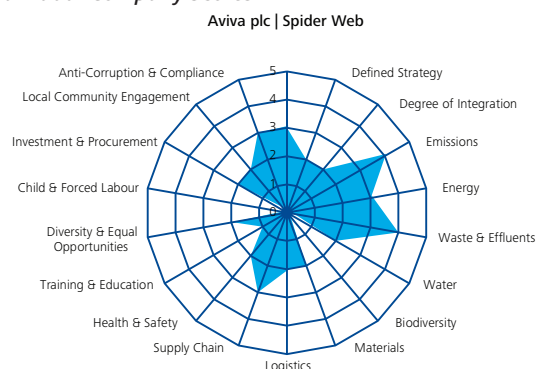 Aviva plc | Spider Web
5
4
3
2
1
0
Defined Strategy
Degree of Integration
Emissions
Energy
Waste & Effluents
Water
Biodiversity
Materials
Logistics
Supply Chain
Health & Safety
Training & Education
Diversity & Equal
Opportunities
Child & Forced Labour
Investment & Procurement
Local Community Engagement
Anti-Corruption & Compliance